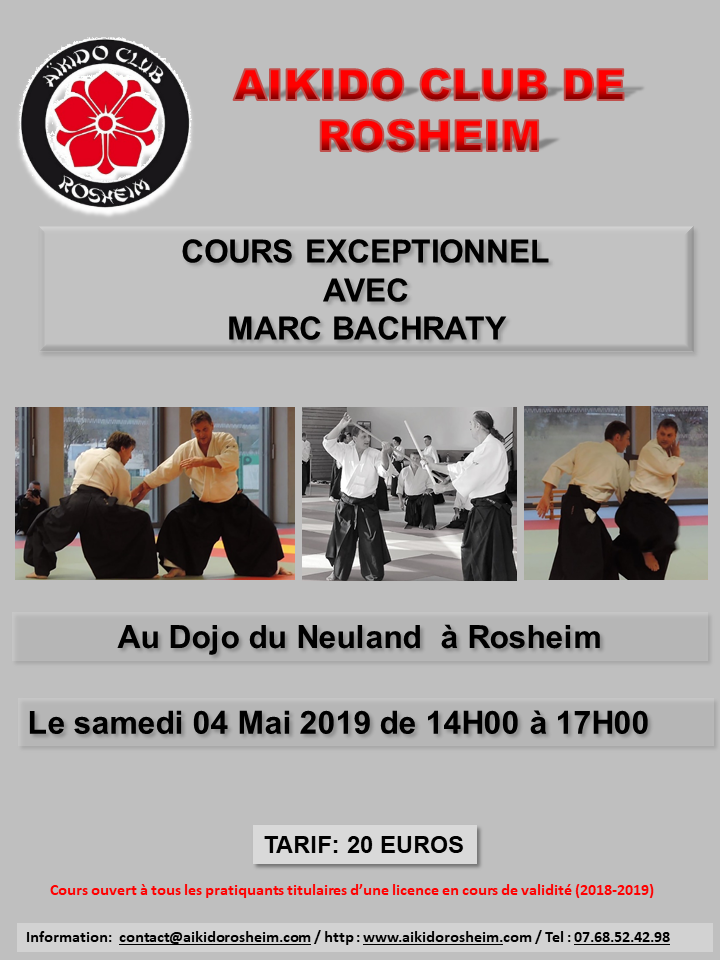 AÏKIDO CLUB
ROSHEIM
AIKIDO CLUB DE
ROSHEIM
COURS EXCEPTIONNEL
AVEC
MARC BACHRATY
Au Dojo du Neuland à Rosheim
Le samedi 04 Mai 2019 de 14H00 à 17H00
TARIF: 20 EUROS
Cours ouvert à tous les pratiquants titulaires d’une licence en cours de validité (2018-2019)
Information: contact@aikidorosheim.com / http : www.aikidorosheim.com / Tel : 07.68.52.42.98